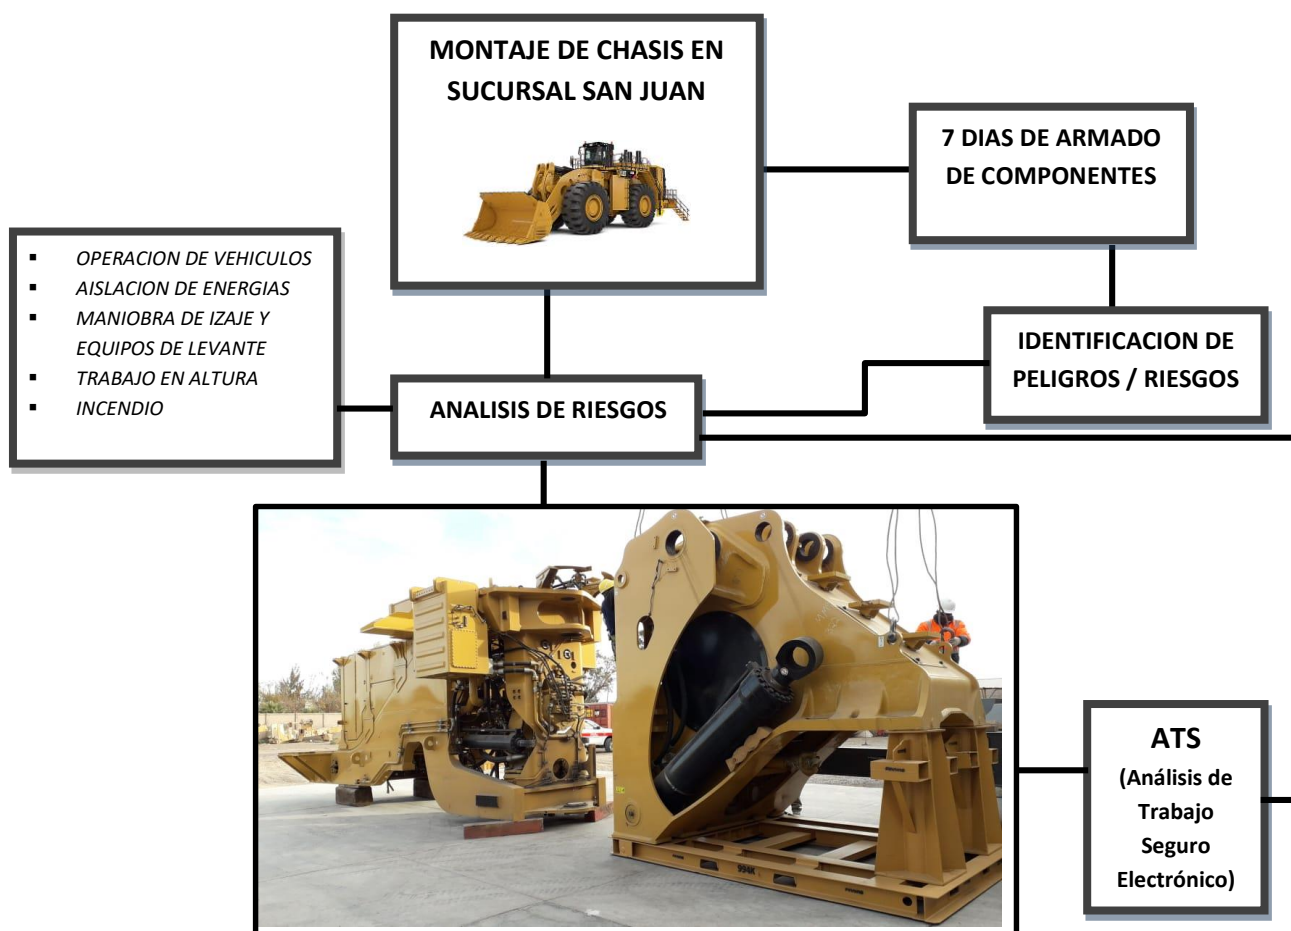 MONTAJE DE CHASIS EN
SUCURSAL SAN JUAN
7 DIAS DE ARMADO
DE COMPONENTES
▪ OPERACION DE VEHICULOS
▪ AISLACION DE ENERGIAS
▪ MANIOBRA DE IZAJE Y
EQUIPOS DE LEVANTE
▪ TRABAJO EN ALTURA
▪ INCENDIO
IDENTIFICACION DE
PELIGROS / RIESGOS
ANALISIS DE RIESGOS
994K
ATS
(Análisis de
Trabajo
Seguro
Electrónico)